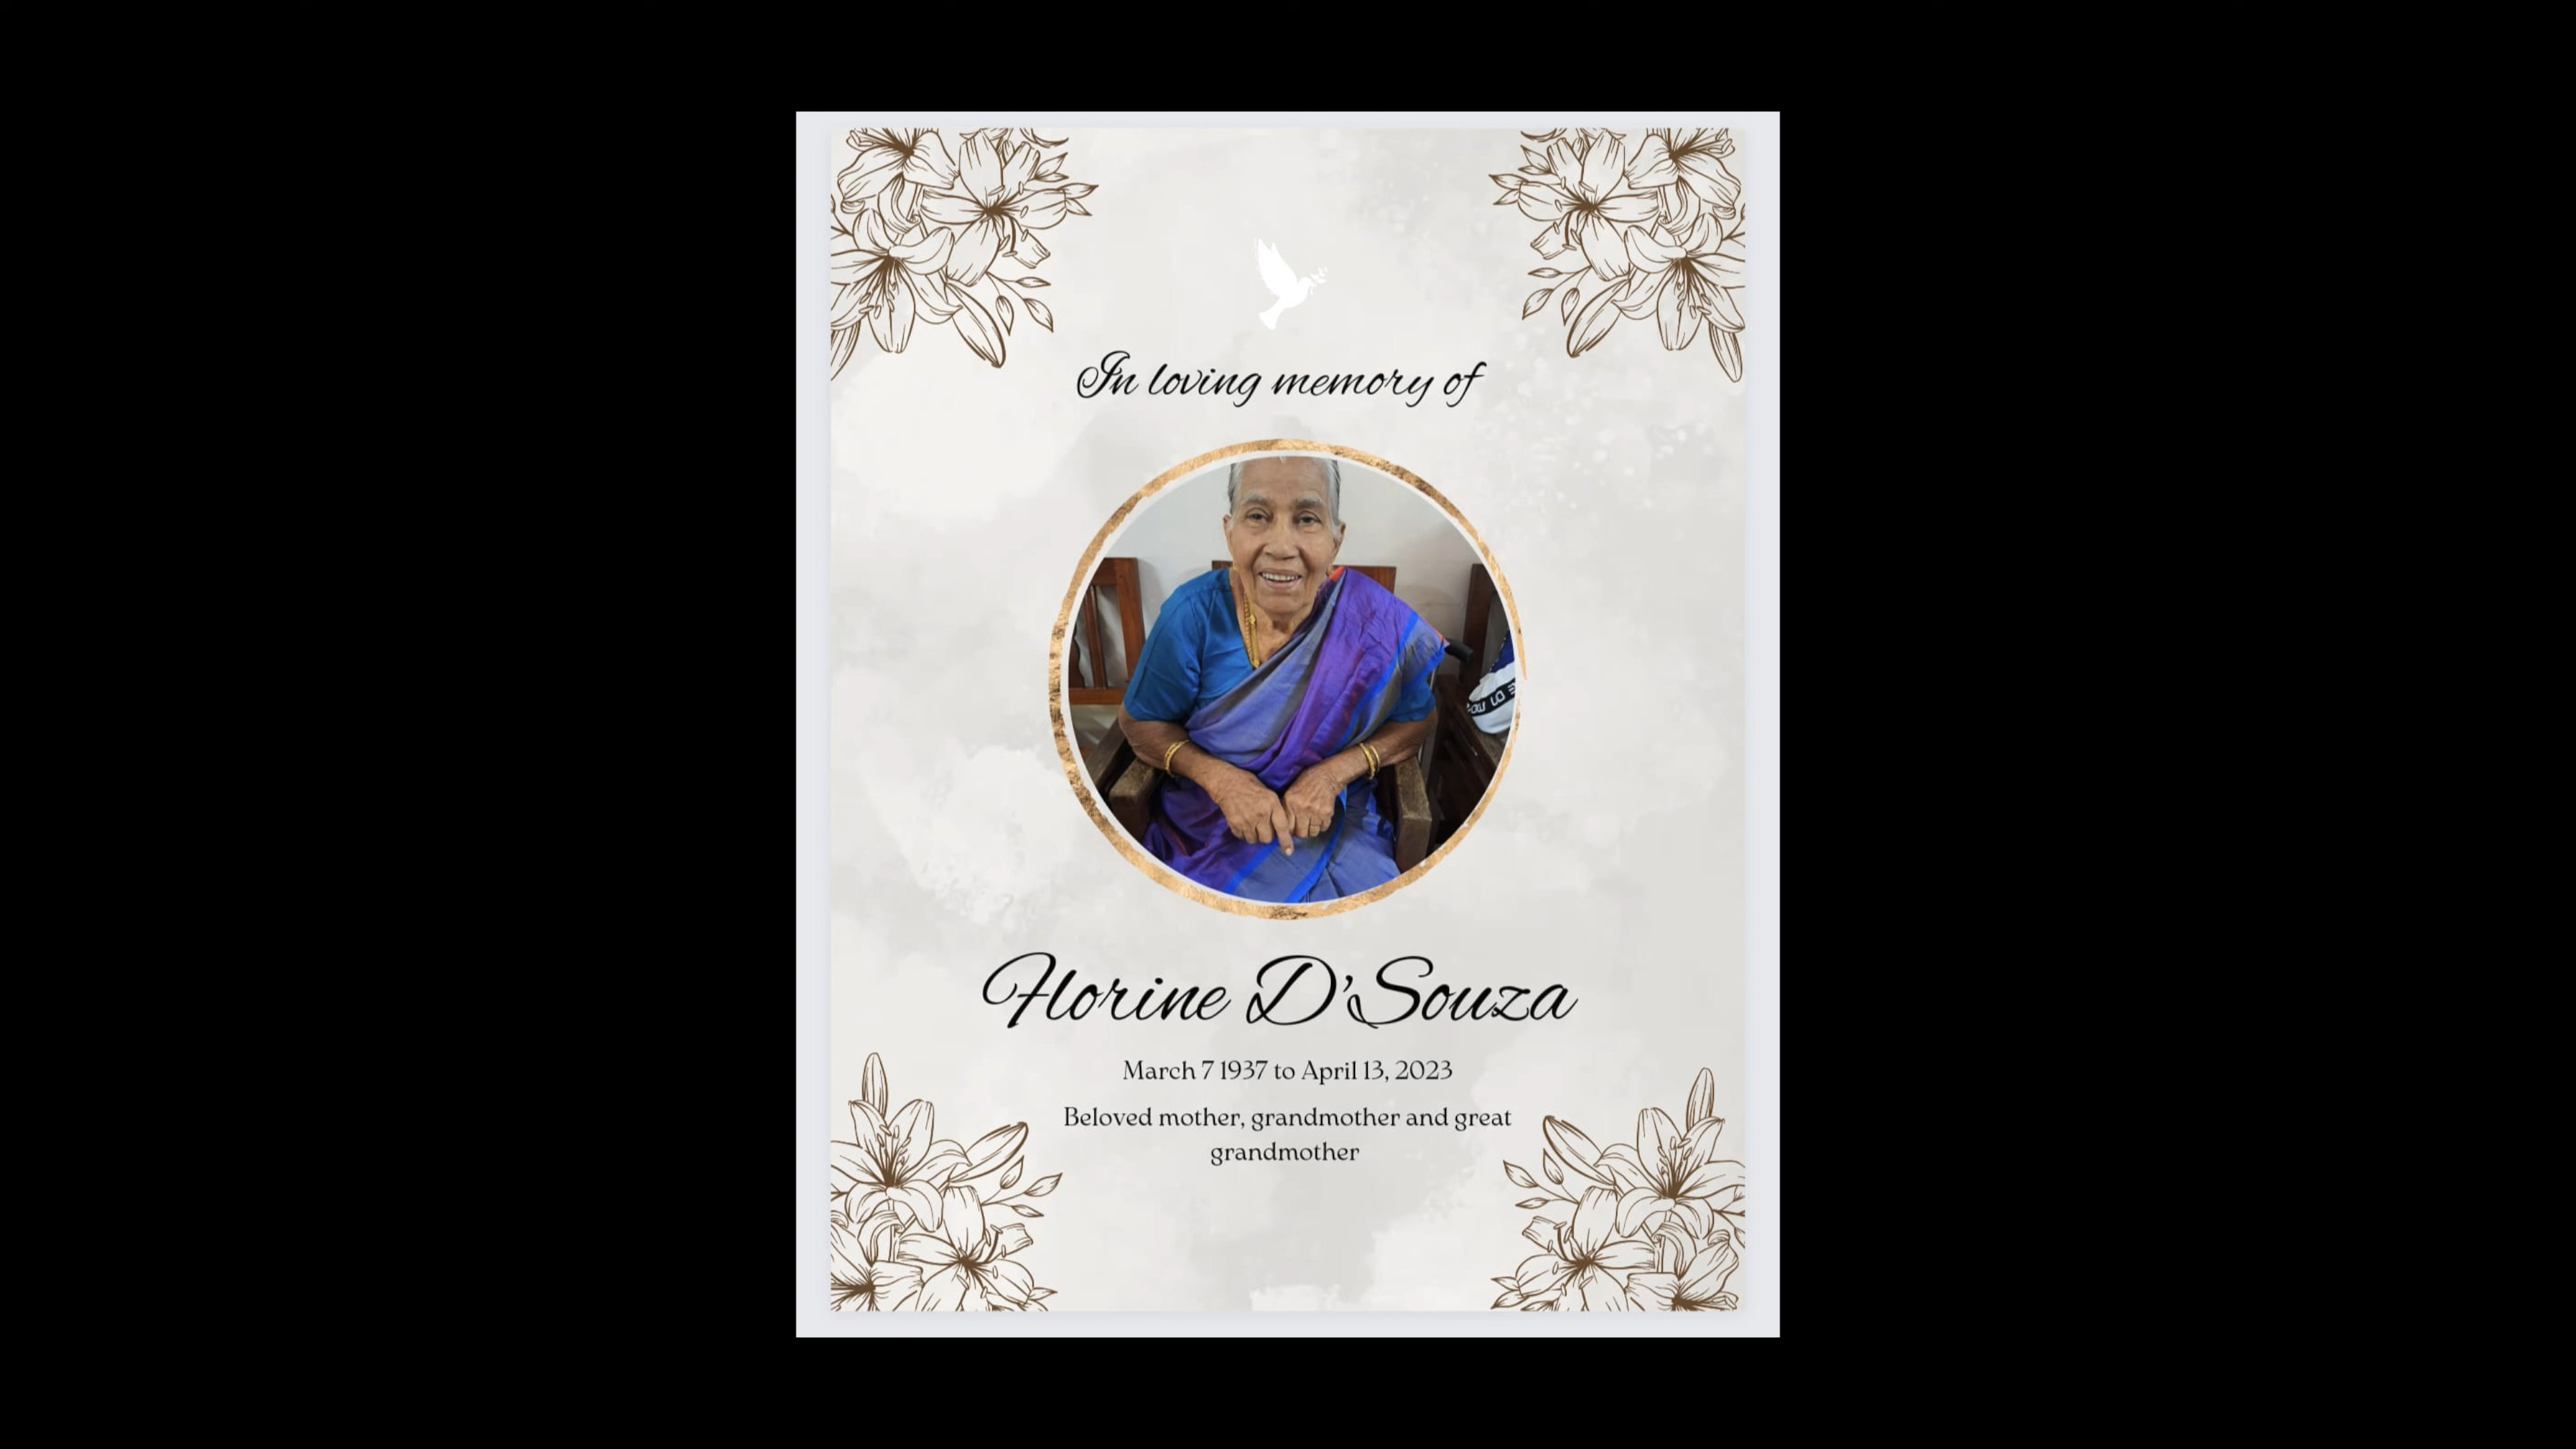 In loving memory of
Florine D'Souza
March 7 1937 to April 13, 2023
Beloved mother, grandmother and great
grandmother